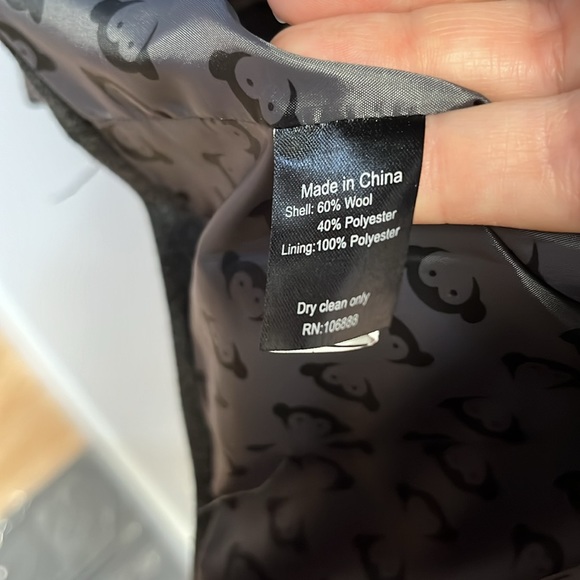 Made in China
Shell: 60% Wool
40% Polyester
Lining:100% Polyester
Dry clean only
RN:106888